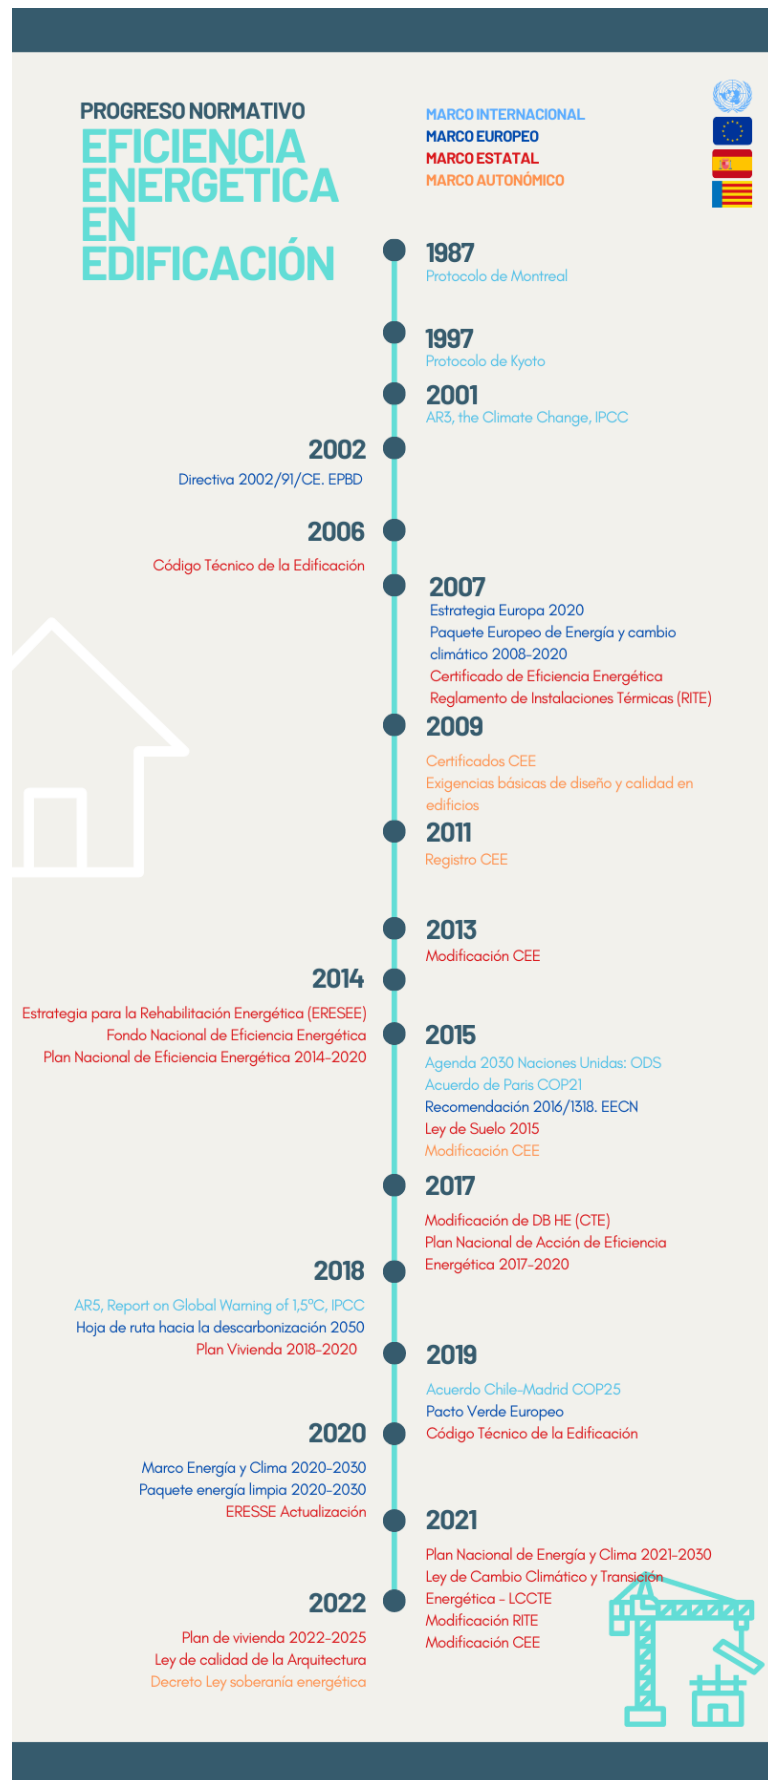 PROGRESO NORMATIVO
EFICIENCIA
ENERGÉTICA
EN
EDIFICACIÓN
MARCO INTERNACIONAL
MARCO EUROPEO
MARCO ESTATAL
MARCO AUTONÓMICO
1987
Protocolo de Montreal
1997
Protocolo de Kyoto
2001
AR3, the Climate Change, IPCC
2002
Directiva 2002/91/CE. EPBD
2006
Código Técnico de la Edificación
2007
Estrategia Europa 2020
Paquete Europeo de Energía y cambio
climático 2008-2020
Certificado de Eficiencia Energética
Reglamento de Instalaciones Térmicas (RITE)
2009
Certificados CEE
Exigencias básicas de diseño y calidad en
edificios
2011
Registro CEE
2013
Modificación CEE
2014
Estrategia para la Rehabilitación Energética (ERESEE)
Fondo Nacional de Eficiencia Energética
Plan Nacional de Eficiencia Energética 2014-2020
2015
Agenda 2030 Naciones Unidas: ODS
Acuerdo de Paris COP21
Recomendación 2016/1318. EECN
Ley de Suelo 2015
Modificación CEE
2017
Modificación de DB HE (CTE)
Plan Nacional de Acción de Eficiencia
Energética 2017-2020
2018
AR5, Report on Global Warning of 1,5ºC, IPCC
Hoja de ruta hacia la descarbonización 2050
Plan Vivienda 2018-2020
2019
Acuerdo Chile-Madrid COP25
Pacto Verde Europeo
Código Técnico de la Edificación
2020
Marco Energía y Clima 2020-2030
Paquete energía limpia 2020-2030
ERESSE Actualización
2021
Plan Nacional de Energía y Clima 2021-2030
Ley de Cambio Climático y Transición
Energética - LCCTE
Modificación RITE
Modificación CEE
2022
Plan de vivienda 2022-2025
Ley de calidad de la Arquitectura
Decreto Ley soberanía energética